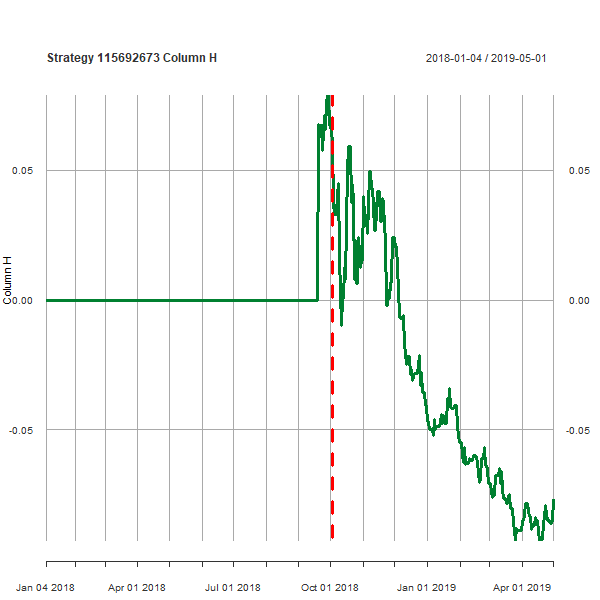 Strategy 115692673 Column H
2018-01-04 / 2019-05-01
0.05
0.05
Column H
0.00
0.00
-0.05
-0.05
Jan 04 2018
Apr 01 2018
Jul 01 2018
Oct 01 2018
Jan 01 2019
Apr 01 2019